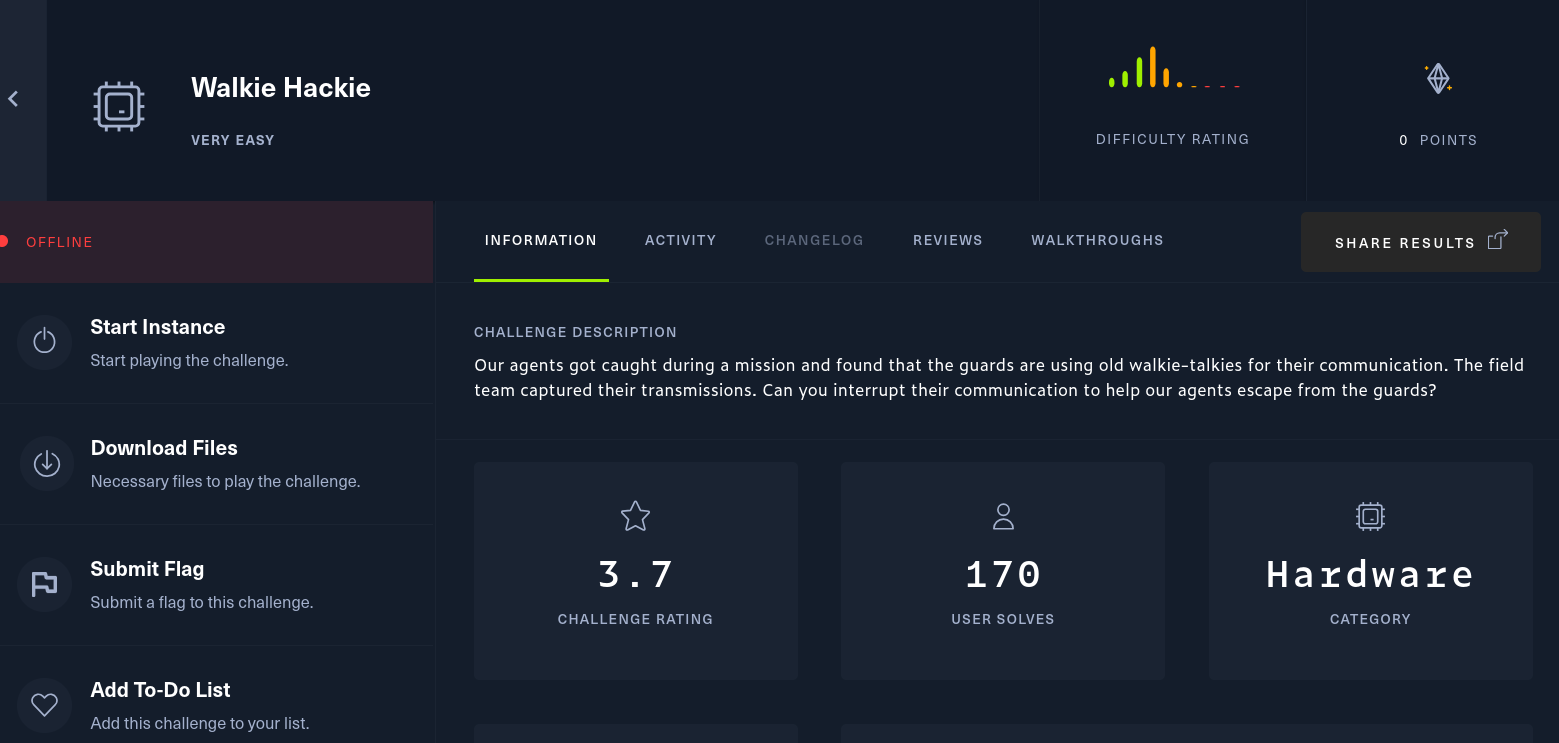 Walkie Hackie
VERY EASY
DIFFICULTY RATING
0 POINTS
OFFLINE
Start Instance
Start playing the challenge.
Download Files
Necessary files to play the challenge.
Submit Flag
Submit a flag to this challenge.
Add To-Do List
Add this challenge to your list.
INFORMATION
ACTIVITY
CHANGELOG
REVIEWS
WALKTHROUGHS
SHARE RESULTS
CHALLENGE DESCRIPTION
Our agents got caught during a mission and found that the guards are using old walkie-talkies for their communication. The field
team captured their transmissions. Can you interrupt their communication to help our agents escape from the guards?
3.7
CHALLENGE RATING
170
USER SOLVES
Hardware
CATEGORY